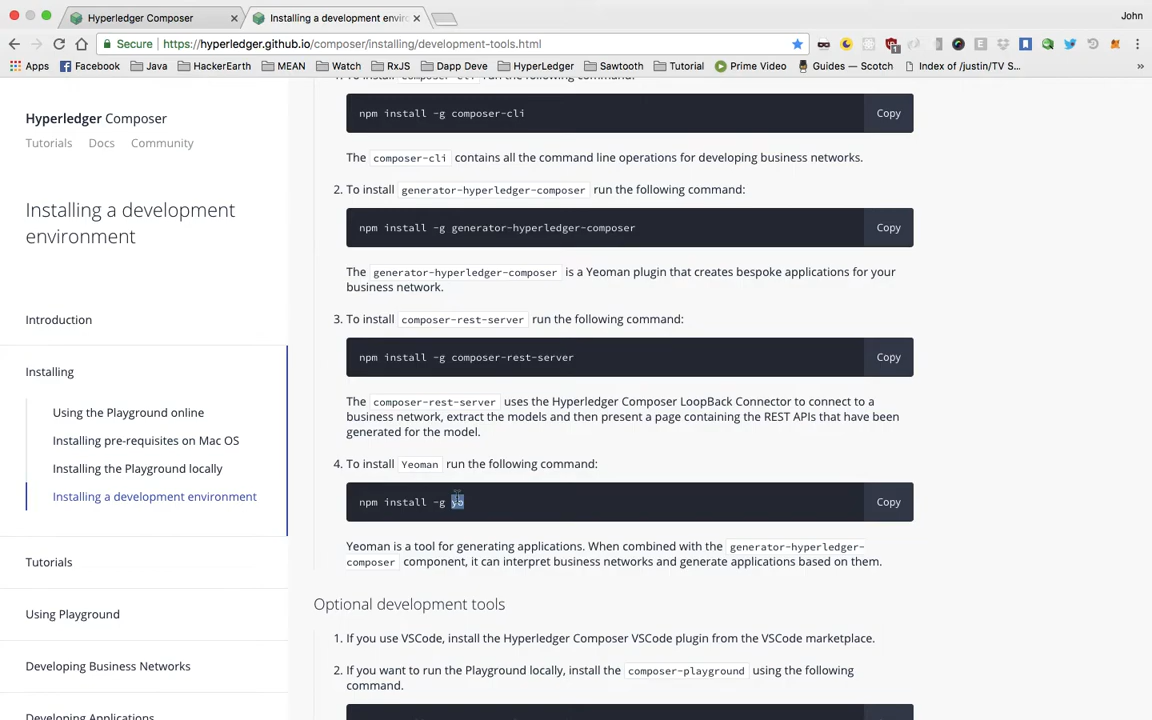 Hyperledger Composer
Installing a development enviro
John
Secure
https://hyperledger.github.io/composer/installing/development-tools.html
Apps
Facebook
Java
HackerEarth
MEAN
Watch
RxJS
Dapp Deve
HyperLedger
Sawtooth
Tutorial
Prime Video
Guides — Scotch
Index of /justin/TV S...
»
Hyperledger Composer
Tutorials
Docs
Community
Installing a development
environment
Introduction
Installing
Using the Playground online
Installing pre-requisites on Mac OS
Installing the Playground locally
Installing a development environment
Tutorials
Using Playground
Developing Business Networks
Developing Applications
1. To install composer-cli run the following command:
npm install -g composer-cli
Copy
The composer-cli contains all the command line operations for developing business networks.
2. To install generator-hyperledger-composer run the following command:
npm install -g generator-hyperledger-composer
Copy
The generator-hyperledger-composer is a Yeoman plugin that creates bespoke applications for your
business network.
3. To install composer-rest-server run the following command:
npm install -g composer-rest-server
Copy
The composer-rest-server uses the Hyperledger Composer LoopBack Connector to connect to a
business network, extract the models and then present a page containing the REST APIs that have been
generated for the model.
4. To install Yeoman run the following command:
npm install -g yo
Copy
Yeoman is a tool for generating applications. When combined with the generator-hyperledger-
composer component, it can interpret business networks and generate applications based on them.
Optional development tools
1. If you use VSCode, install the Hyperledger Composer VSCode plugin from the VSCode marketplace.
2. If you want to run the Playground locally, install the composer-playground using the following
command.